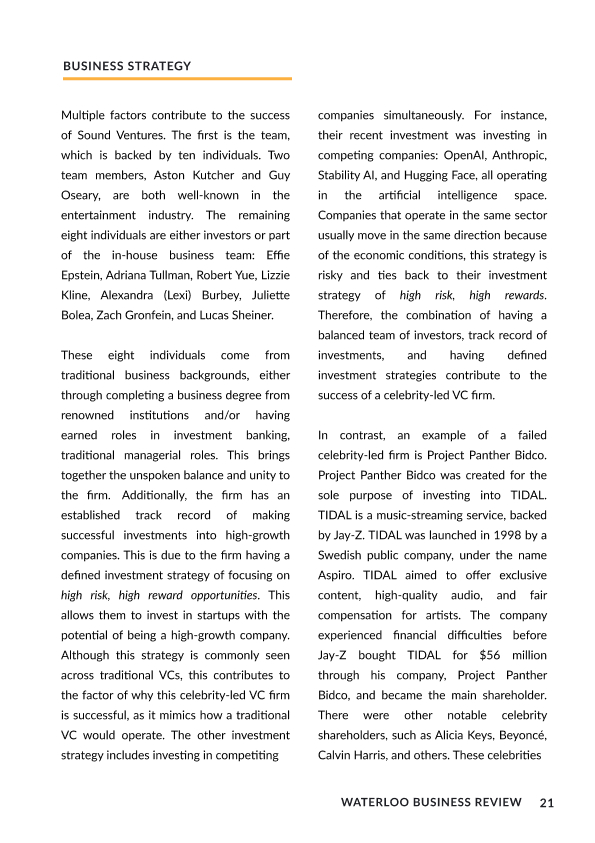 BUSINESS STRATEGY
Multiple factors contribute to the success
of Sound Ventures. The first is the team,
which is backed by ten individuals. Two
team members, Aston Kutcher and Guy
Oseary, are both well-known in the
entertainment industry. The remaining
eight individuals are either investors or part
of the in-house business team: Effie
Epstein, Adriana Tullman, Robert Yue, Lizzie
Kline, Alexandra (Lexi) Burbey, Juliette
Bolea, Zach Gronfein, and Lucas Sheiner.
These eight individuals come from
traditional business backgrounds, either
through completing a business degree from
renowned institutions and/or having
earned roles in investment banking,
traditional managerial roles. This brings
together the unspoken balance and unity to
the firm. Additionally, the firm has an
established track record of making
successful investments into high-growth
companies. This is due to the firm having a
defined investment strategy of focusing on
high risk, high reward opportunities. This
allows them to invest in startups with the
potential of being a high-growth company.
Although this strategy is commonly seen
across traditional VCs, this contributes to
the factor of why this celebrity-led VC firm
is successful, as it mimics how a traditional
VC would operate. The other investment
strategy includes investing in competing
companies simultaneously. For instance,
their recent investment was investing in
competing companies: OpenAI, Anthropic,
Stability AI, and Hugging Face, all operating
in the artificial intelligence space.
Companies that operate in the same sector
usually move in the same direction because
of the economic conditions, this strategy is
risky and ties back to their investment
strategy of high risk, high rewards.
Therefore, the combination of having a
balanced team of investors, track record of
investments, and having defined
investment strategies contribute to the
success of a celebrity-led VC firm.
In contrast, an example of a failed
celebrity-led firm is Project Panther Bidco.
Project Panther Bidco was created for the
sole purpose of investing into TIDAL.
TIDAL is a music-streaming service, backed
by Jay-Z. TIDAL was launched in 1998 by a
Swedish public company, under the name
Aspiro. TIDAL aimed to offer exclusive
content, high-quality audio, and fair
compensation for artists. The company
experienced financial difficulties before
Jay-Z bought TIDAL for $56 million
through his company, Project Panther
Bidco, and became the main shareholder.
There were other notable celebrity
shareholders, such as Alicia Keys, Beyoncé,
Calvin Harris, and others. These celebrities
WATERLOO BUSINESS REVIEW 21